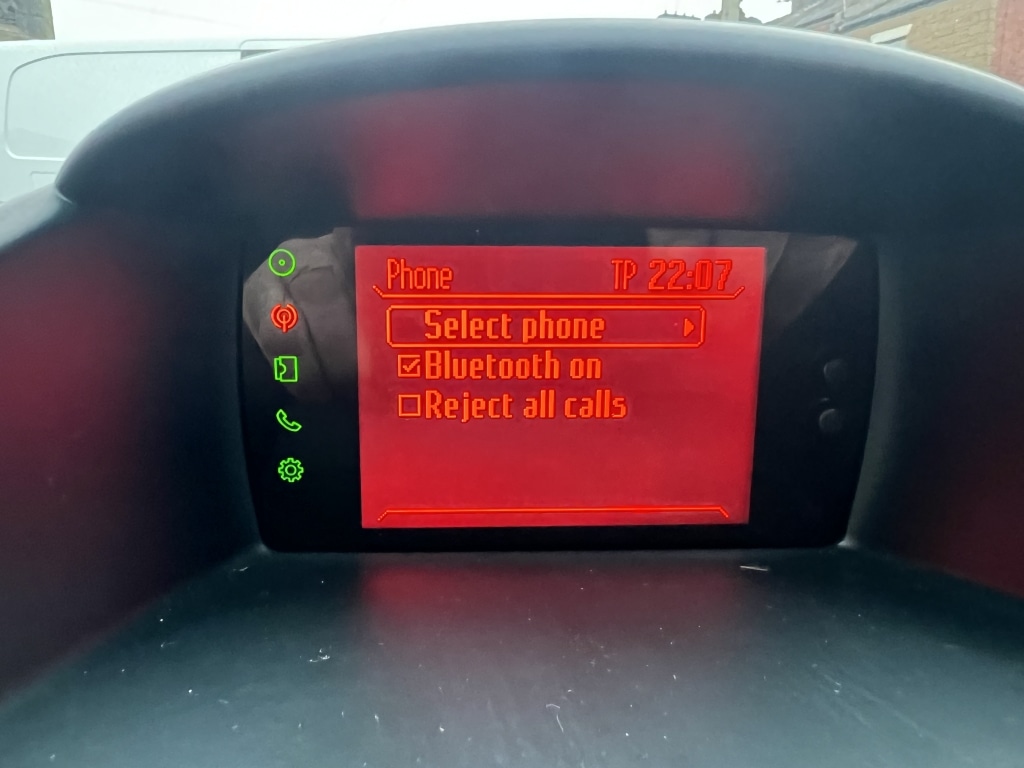 Phone TP 22:07
Select phone
Bluetooth on
Reject all calls